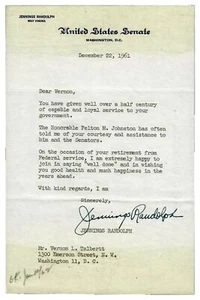 JENNINGS RANDOLPH
WEST VIRGINIA
United States Senate
WASHINGTON, D.C.
December 22, 1961
Dear Vernon,
You have given well over a half century
of capable and loyal service to your
government.
The Honorable Felton M. Johnston has often
told me of your courtesy and assistance to
him and the Senators.
On the occasion of your retirement from
Federal service, I am extremely happy to
join in saying "well done" and in wishing
you good health and much happiness in the
years ahead.
With kind regards, I am
Sincerely,
Jennings Randolph
JENNINGS RANDOLPH
Mr. Vernon L. Talbertt
1300 Emerson Street, N. W.
Washington 11, D. C.